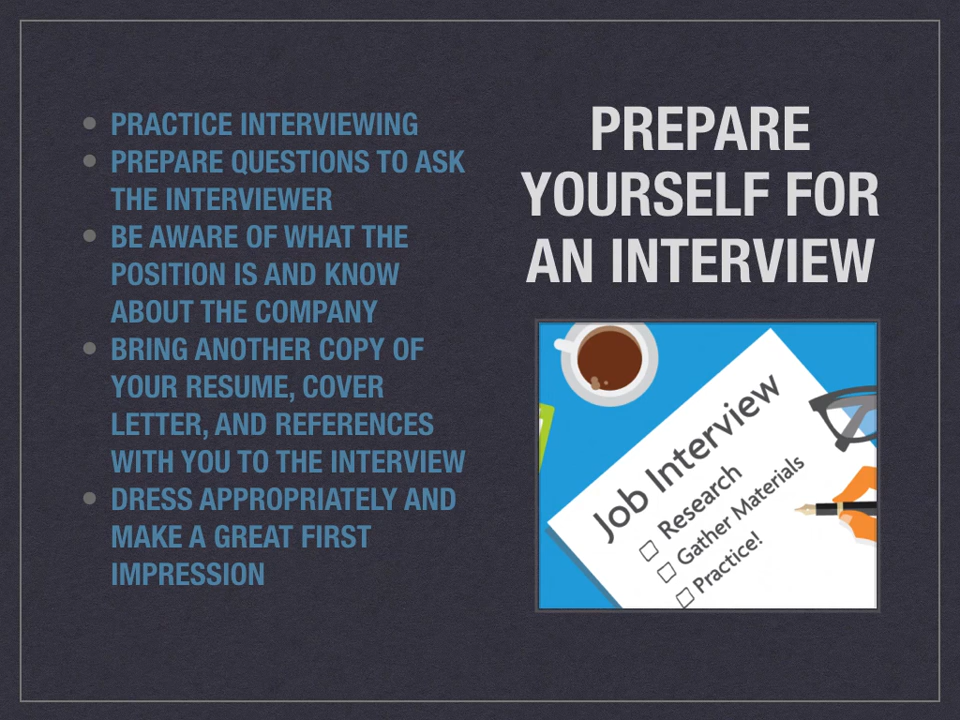 PREPARE
YOURSELF FOR
AN INTERVIEW
• PRACTICE INTERVIEWING
• PREPARE QUESTIONS TO ASK
THE INTERVIEWER
• BE AWARE OF WHAT THE
POSITION IS AND KNOW
ABOUT THE COMPANY
• BRING ANOTHER COPY OF
YOUR RESUME, COVER
LETTER, AND REFERENCES
WITH YOU TO THE INTERVIEW
• DRESS APPROPRIATELY AND
MAKE A GREAT FIRST
IMPRESSION
Job Interview
Research
Gather Materials
Practice!